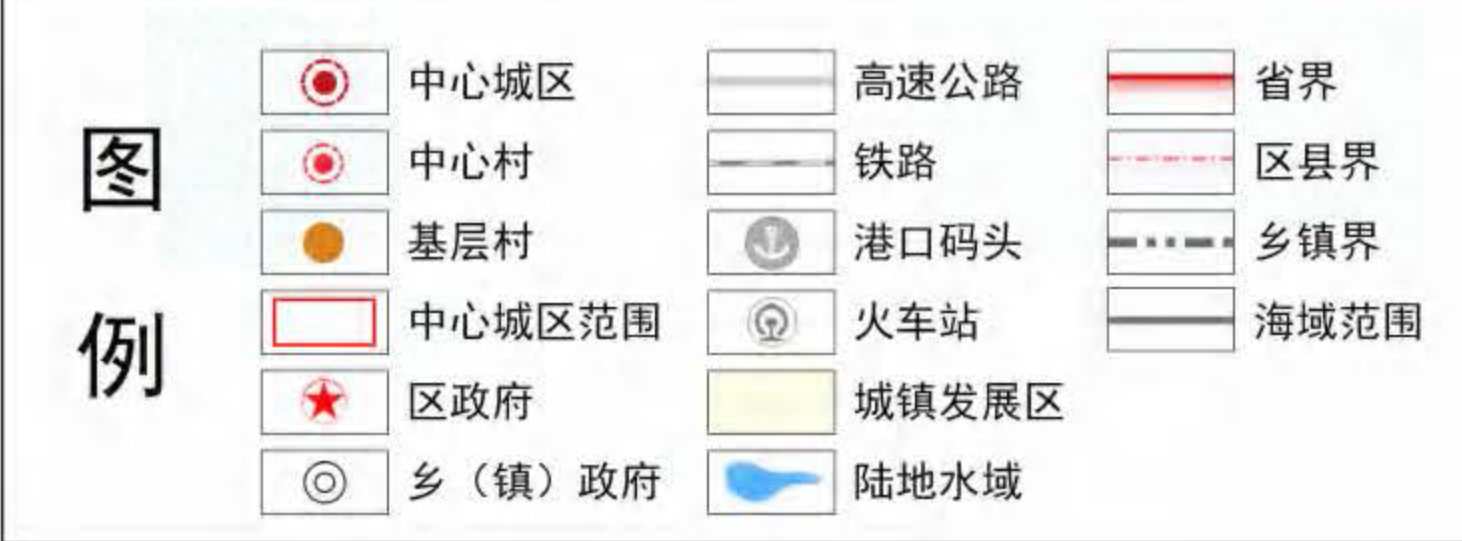 图例
中心城区
中心村
基层村
中心城区范围
区政府
乡（镇）政府
高速公路
铁路
港口码头
火车站
城镇发展区
陆地水域
省界
区县界
乡镇界
海域范围